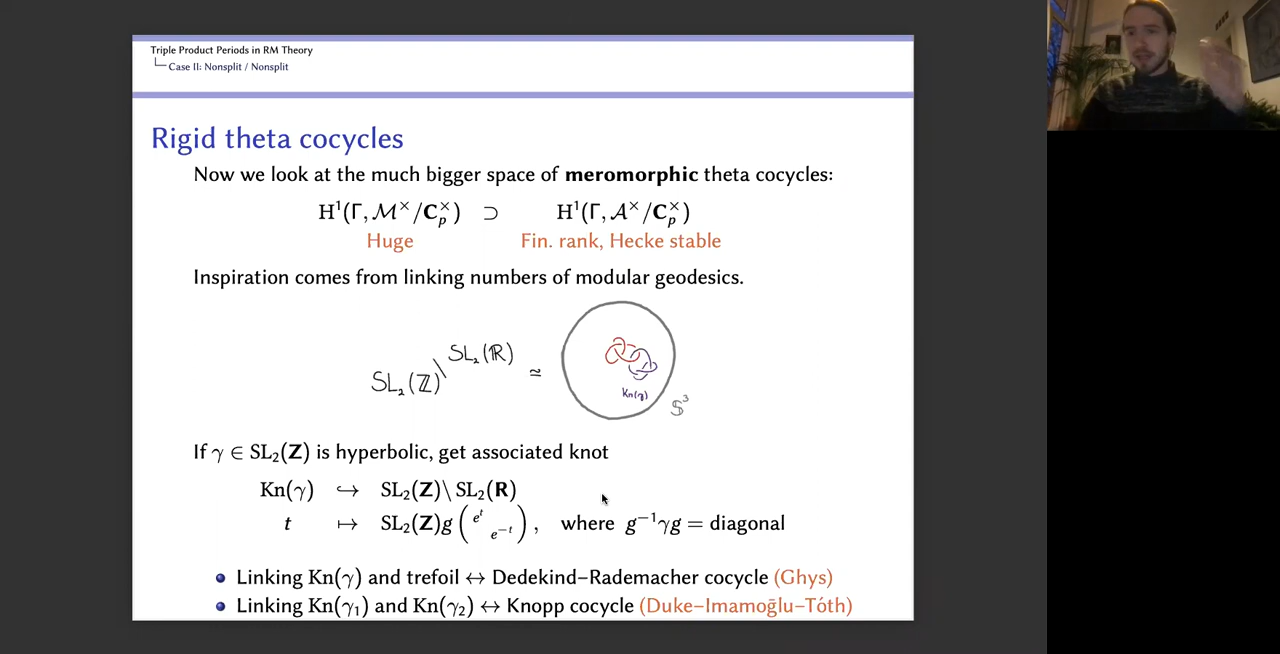 Triple Product Periods in RM Theory
Case II: Nonsplit / Nonsplit
Rigid theta cocycles
Now we look at the much bigger space of meromorphic theta cocycles:
H¹(Γ, ℳ×/C_p×) ⊃ H¹(Γ, 𝒜×/C_p×)
Huge Fin. rank, Hecke stable
Inspiration comes from linking numbers of modular geodesics.
SL₂(ℤ)\SL₂(ℝ) ≃
Kn(γ)
𝕊³
If γ ∈ SL₂(Z) is hyperbolic, get associated knot
Kn(γ) ↪ SL₂(Z)\ SL₂(R)
t ↦ SL₂(Z)g (eᵗ e⁻ᵗ), where g⁻¹γg = diagonal
• Linking Kn(γ) and trefoil ↔ Dedekind–Rademacher cocycle (Ghys)
• Linking Kn(γ₁) and Kn(γ₂) ↔ Knopp cocycle (Duke–Imamoḡlu–Tóth)